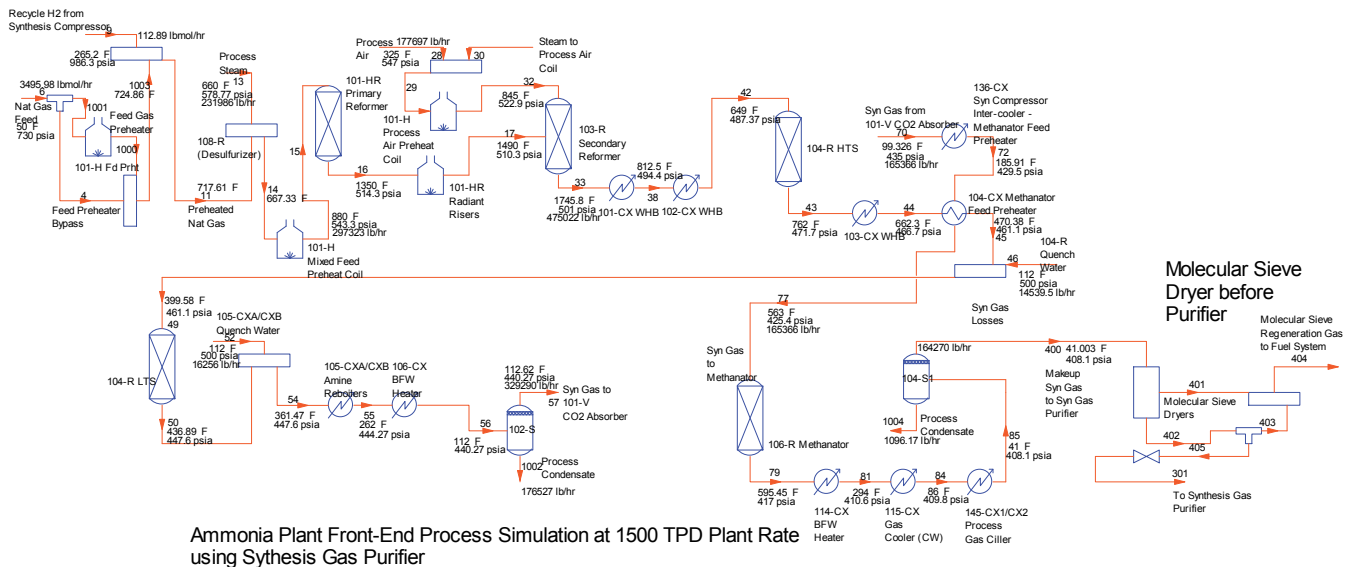 Recycle H2 from
Synthesis Compressor
9
112.89 lbmol/hr
265.2 F
986.3 psia
3495.98 lbmol/hr
6
Nat Gas
Feed
50 F
730 psia
1001
Feed Gas
Preheater
1000
101-H Fd Prht
1003
724.86 F
4
Feed Preheater
Bypass
717.61 F
11
Preheated
Nat Gas
Process
Steam
13
660 F
578.77 psia
231986 lb/hr
108-R
(Desulfurizer)
14
667.33 F
15
880 F
543.3 psia
297323 lb/hr
101-H
Mixed Feed
Preheat Coil
101-HR
Primary
Reformer
16
1350 F
514.3 psia
Process
Air
177697 lb/hr
325 F
547 psia
28
30
Steam to
Process Air
Coil
29
101-H
Process
Air Preheat
Coil
32
845 F
522.9 psia
17
1490 F
510.3 psia
101-HR
Radiant
Risers
103-R
Secondary
Reformer
33
1745.8 F
501 psia
475022 lb/hr
101-CX WHB
812.5 F
494.4 psia
38
102-CX WHB
42
649 F
487.37 psia
104-R HTS
43
762 F
471.7 psia
103-CX WHB
44
662.3 F
466.7 psia
Syn Gas from
101-V CO2 Absorber
70
99.326 F
435 psia
165366 lb/hr
136-CX
Syn Compressor
Inter-cooler -
Methanator Feed
Preheater
72
185.91 F
429.5 psia
104-CX Methanator
Feed Preheater
470.38 F
461.1 psia
45
104-R
Quench
Water
46
112 F
500 psia
14539.5 lb/hr
Syn Gas
Losses
77
563 F
425.4 psia
165366 lb/hr
399.58 F
461.1 psia
49
104-R LTS
50
436.89 F
447.6 psia
105-CXA/CXB
Quench Water
52
112 F
500 psia
16256 lb/hr
54
361.47 F
447.6 psia
105-CXA/CXB
Amine
Reboilers
55
262 F
444.27 psia
106-CX
BFW
Heater
56
112 F
440.27 psia
112.62 F
440.27 psia
329290 lb/hr
102-S
Syn Gas to
57 101-V
CO2 Absorber
1002
Process
Condensate
176527 lb/hr
Syn Gas
to
Methanator
106-R Methanator
79
595.45 F
417 psia
114-CX
BFW
Heater
81
294 F
410.6 psia
115-CX
Gas
Cooler (CW)
84
86 F
409.8 psia
145-CX1/CX2
Process
Gas Ciller
85
41 F
408.1 psia
164270 lb/hr
104-S1
1004
Process
Condensate
1096.17 lb/hr
400
41.003 F
408.1 psia
Makeup
Syn Gas
to Syn Gas
Purifier
Molecular Sieve
Dryer before
Purifier
Molecular Sieve
Regeneration Gas
to Fuel System
404
401
Molecular Sieve
Dryers
402
403
405
301
To Synthesis Gas
Purifier
Ammonia Plant Front-End Process Simulation at 1500 TPD Plant Rate
using Sythesis Gas Purifier